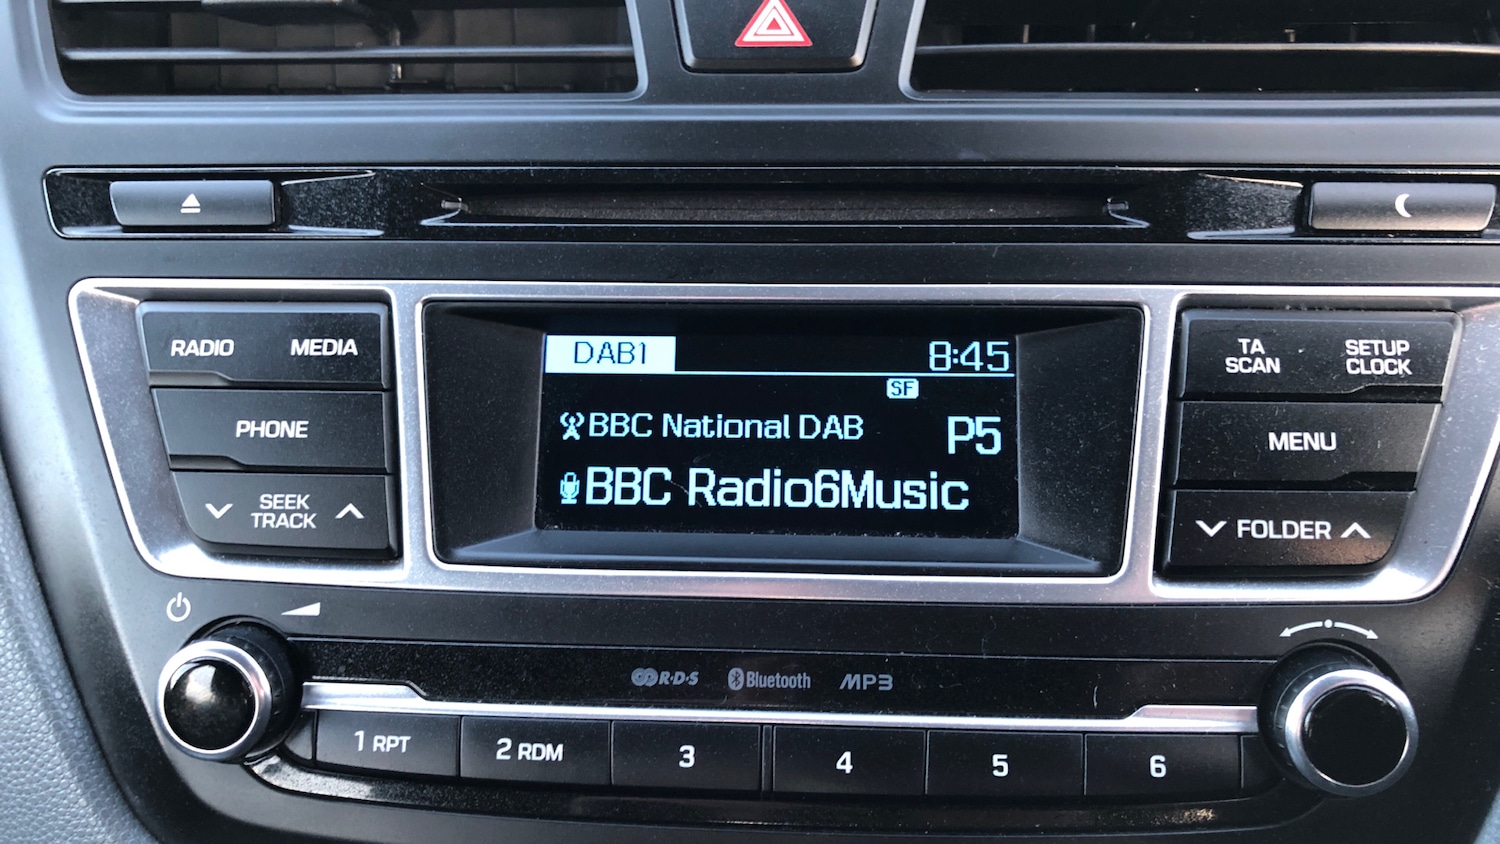 RADIO MEDIA
PHONE
SEEK
TRACK
DAB1 8:45
SF
BBC National DAB P5
BBC Radio6Music
TA
SCAN
SETUP
CLOCK
MENU
FOLDER
R·D·S Bluetooth MP3
1 RPT 2 RDM 3 4 5 6